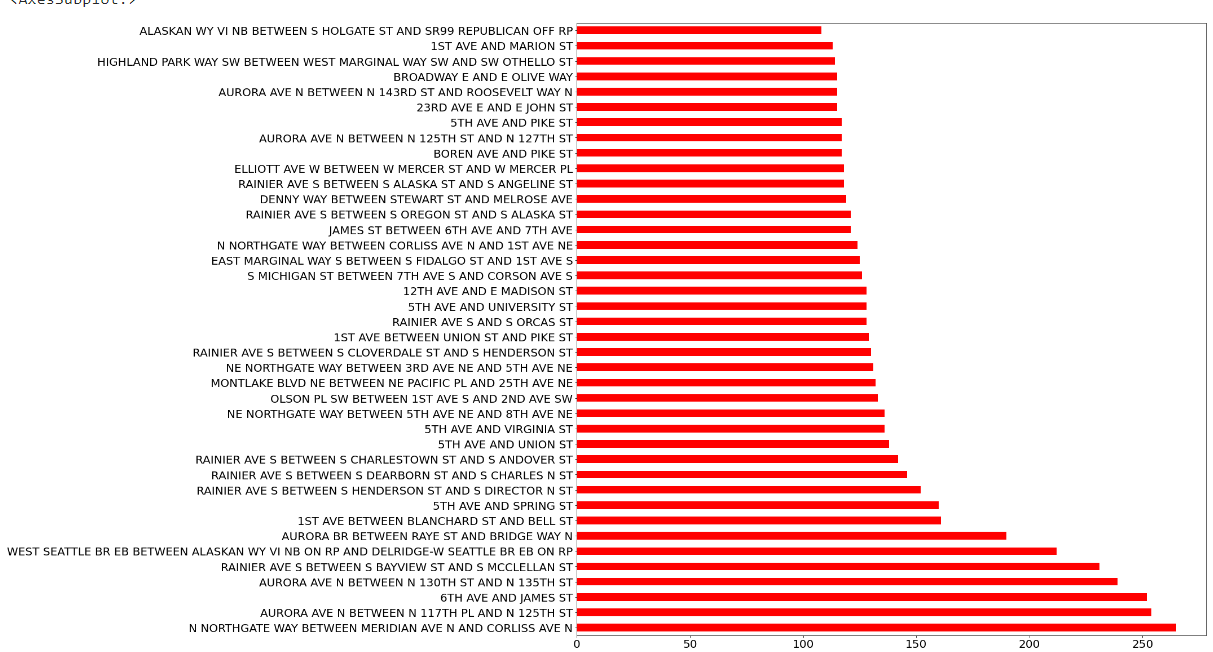 <AxesSubplot:>
ALASKAN WY VI NB BETWEEN S HOLGATE ST AND SR99 REPUBLICAN OFF RP
1ST AVE AND MARION ST
HIGHLAND PARK WAY SW BETWEEN WEST MARGINAL WAY SW AND SW OTHELLO ST
BROADWAY E AND E OLIVE WAY
AURORA AVE N BETWEEN N 143RD ST AND ROOSEVELT WAY N
23RD AVE E AND E JOHN ST
5TH AVE AND PIKE ST
AURORA AVE N BETWEEN N 125TH ST AND N 127TH ST
BOREN AVE AND PIKE ST
ELLIOTT AVE W BETWEEN W MERCER ST AND W MERCER PL
RAINIER AVE S BETWEEN S ALASKA ST AND S ANGELINE ST
DENNY WAY BETWEEN STEWART ST AND MELROSE AVE
RAINIER AVE S BETWEEN S OREGON ST AND S ALASKA ST
JAMES ST BETWEEN 6TH AVE AND 7TH AVE
N NORTHGATE WAY BETWEEN CORLISS AVE N AND 1ST AVE NE
EAST MARGINAL WAY S BETWEEN S FIDALGO ST AND 1ST AVE S
S MICHIGAN ST BETWEEN 7TH AVE S AND CORSON AVE S
12TH AVE AND E MADISON ST
5TH AVE AND UNIVERSITY ST
RAINIER AVE S AND S ORCAS ST
1ST AVE BETWEEN UNION ST AND PIKE ST
RAINIER AVE S BETWEEN S CLOVERDALE ST AND S HENDERSON ST
NE NORTHGATE WAY BETWEEN 3RD AVE NE AND 5TH AVE NE
MONTLAKE BLVD NE BETWEEN NE PACIFIC PL AND 25TH AVE NE
OLSON PL SW BETWEEN 1ST AVE S AND 2ND AVE SW
NE NORTHGATE WAY BETWEEN 5TH AVE NE AND 8TH AVE NE
5TH AVE AND VIRGINIA ST
5TH AVE AND UNION ST
RAINIER AVE S BETWEEN S CHARLESTOWN ST AND S ANDOVER ST
RAINIER AVE S BETWEEN S DEARBORN ST AND S CHARLES N ST
RAINIER AVE S BETWEEN S HENDERSON ST AND S DIRECTOR N ST
5TH AVE AND SPRING ST
1ST AVE BETWEEN BLANCHARD ST AND BELL ST
AURORA BR BETWEEN RAYE ST AND BRIDGE WAY N
WEST SEATTLE BR EB BETWEEN ALASKAN WY VI NB ON RP AND DELRIDGE-W SEATTLE BR EB ON RP
RAINIER AVE S BETWEEN S BAYVIEW ST AND S MCCLELLAN ST
AURORA AVE N BETWEEN N 130TH ST AND N 135TH ST
6TH AVE AND JAMES ST
AURORA AVE N BETWEEN N 117TH PL AND N 125TH ST
N NORTHGATE WAY BETWEEN MERIDIAN AVE N AND CORLISS AVE N
0 50 100 150 200 250